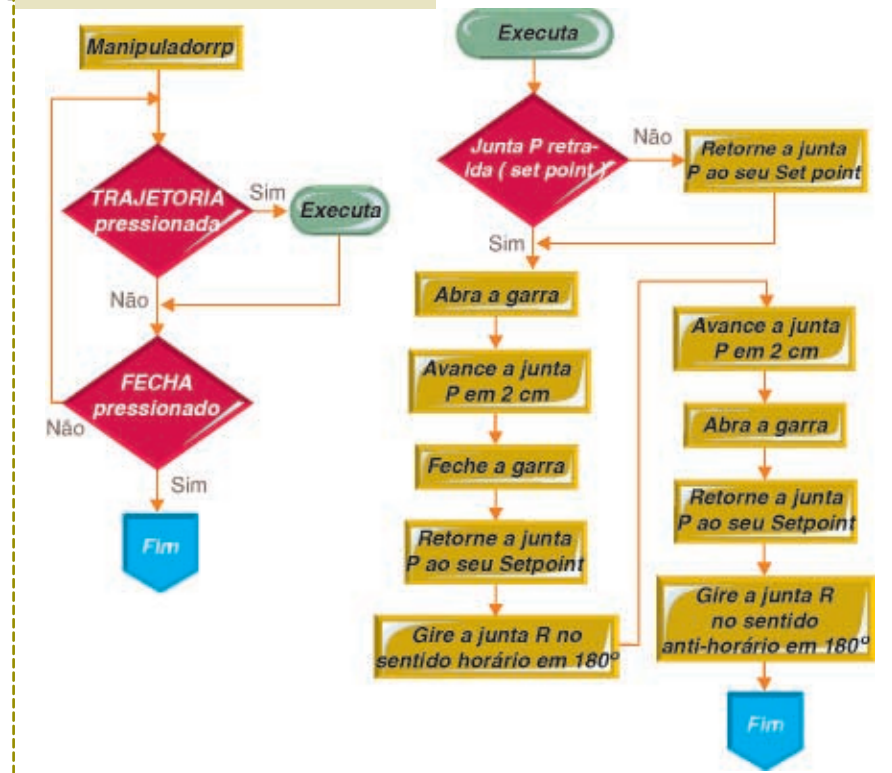 Manipuladorrp
TRAJETORIA
pressionada
Sim
Executa
Não
FECHA
pressionado
Não
Sim
Fim
Executa
Junta P retra-
ida ( set point )
Não
Retorne a junta
P ao seu Set point
Sim
Abra a garra
Avance a junta
P em 2 cm
Feche a garra
Retorne a junta
P ao seu Setpoint
Gire a junta R no
sentido horário em 180º
Avance a junta
P em 2 cm
Abra a garra
Retorne a junta
P ao seu Setpoint
Gire a junta R
no sentido
anti-horário em 180º
Fim